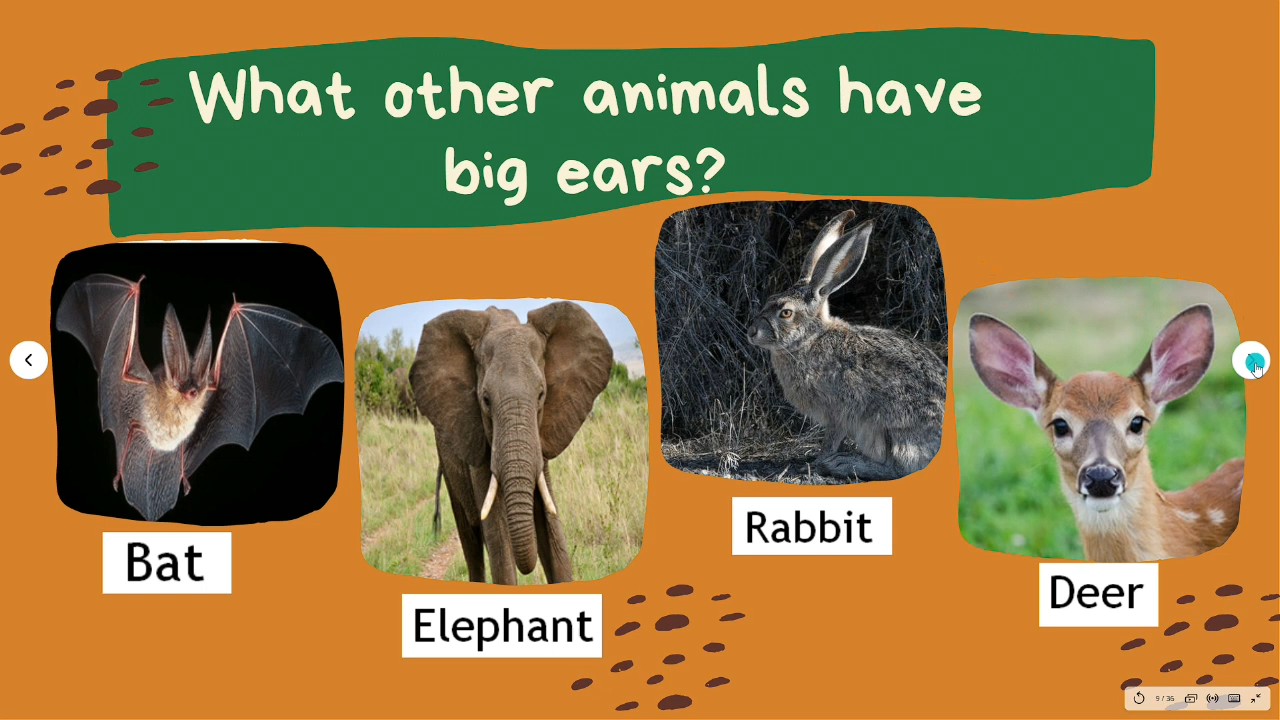 What other animals have
big ears?
Bat
Elephant
Rabbit
Deer
9 / 36